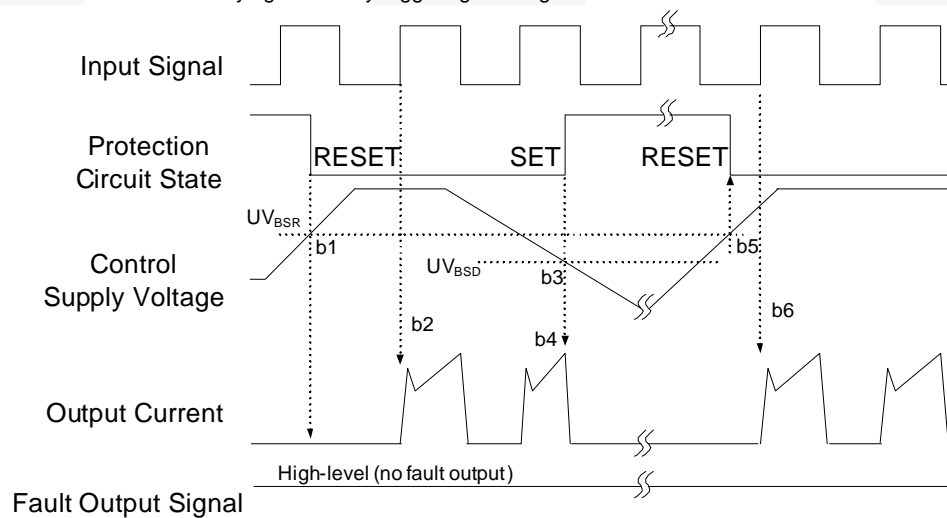 Input Signal
Protection
Circuit State
RESET
SET
RESET
UVBSR
b1
b5
Control
Supply Voltage
UVBSD
b3
b2
b4
b6
Output Current
High-level (no fault output)
Fault Output Signal